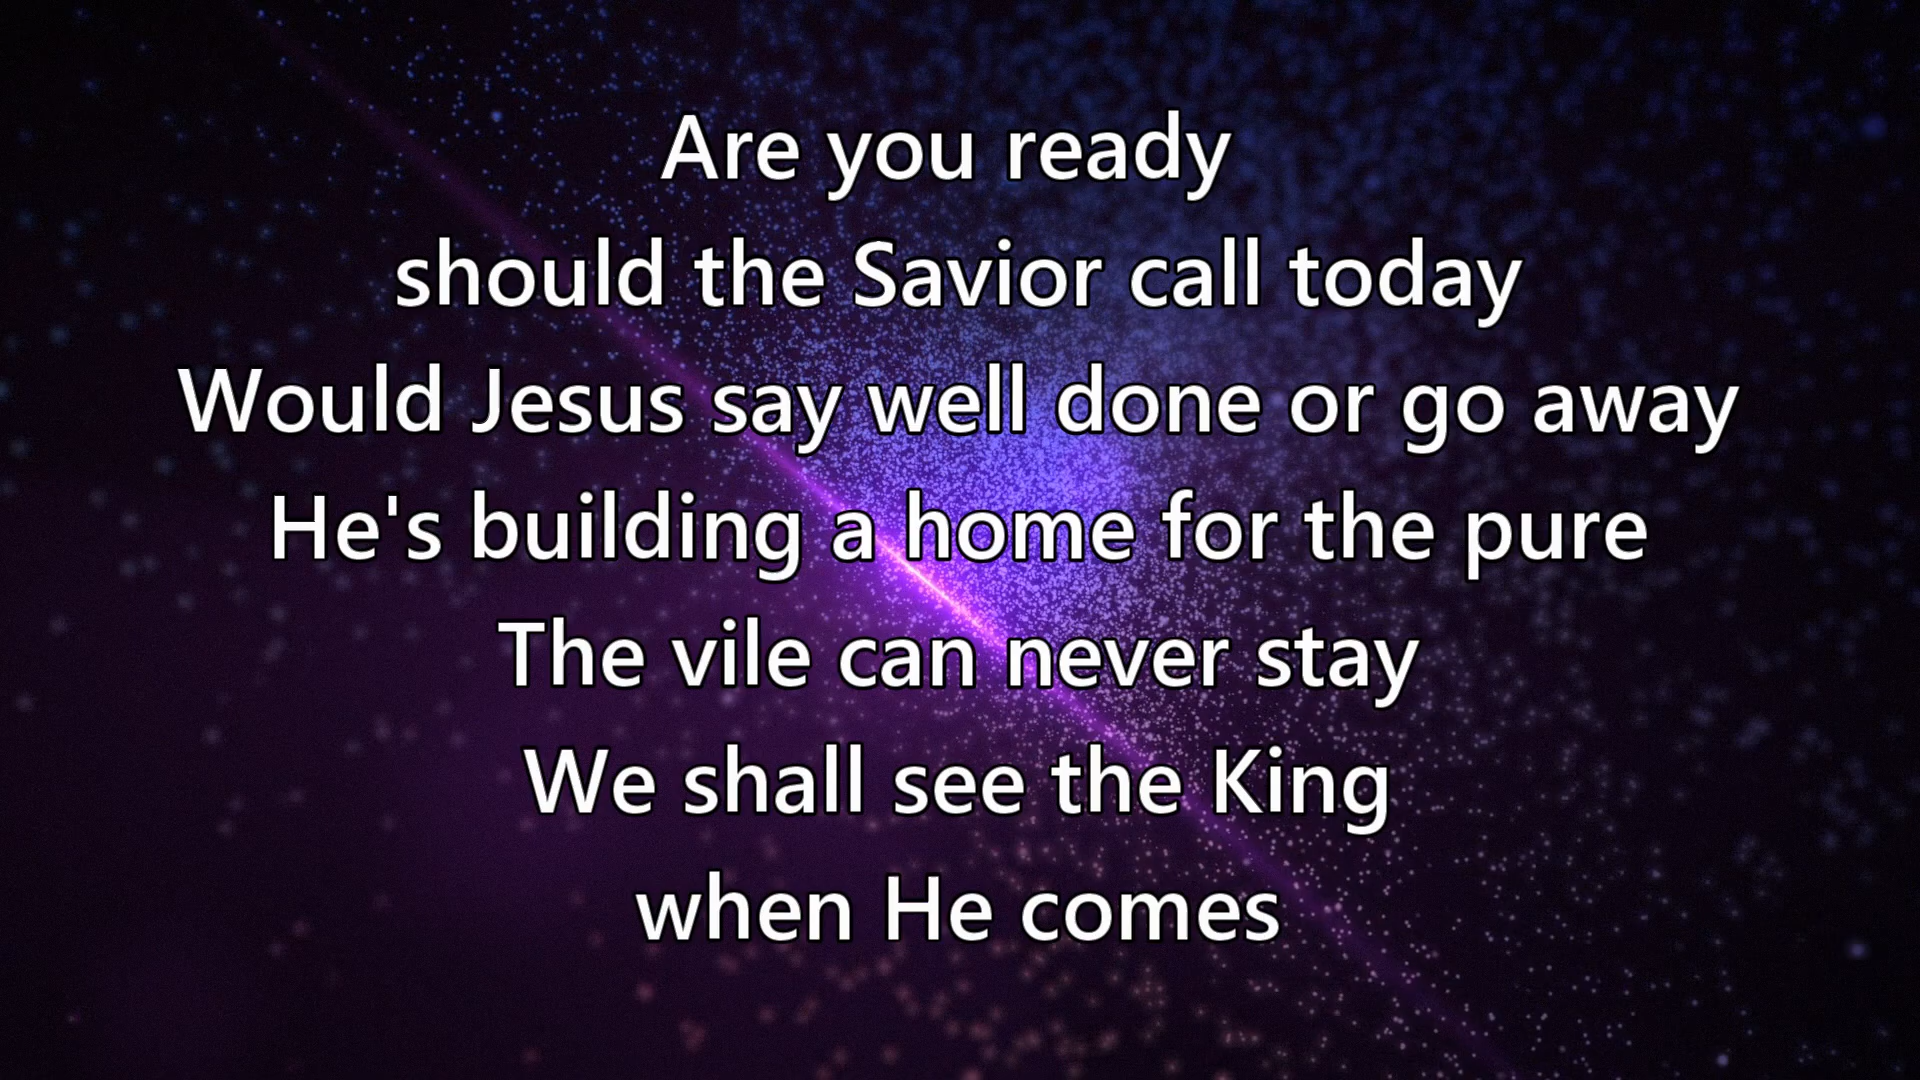 Are you ready
should the Savior call today
Would Jesus say well done or go away
He's building a home for the pure
The vile can never stay
We shall see the King
when He comes